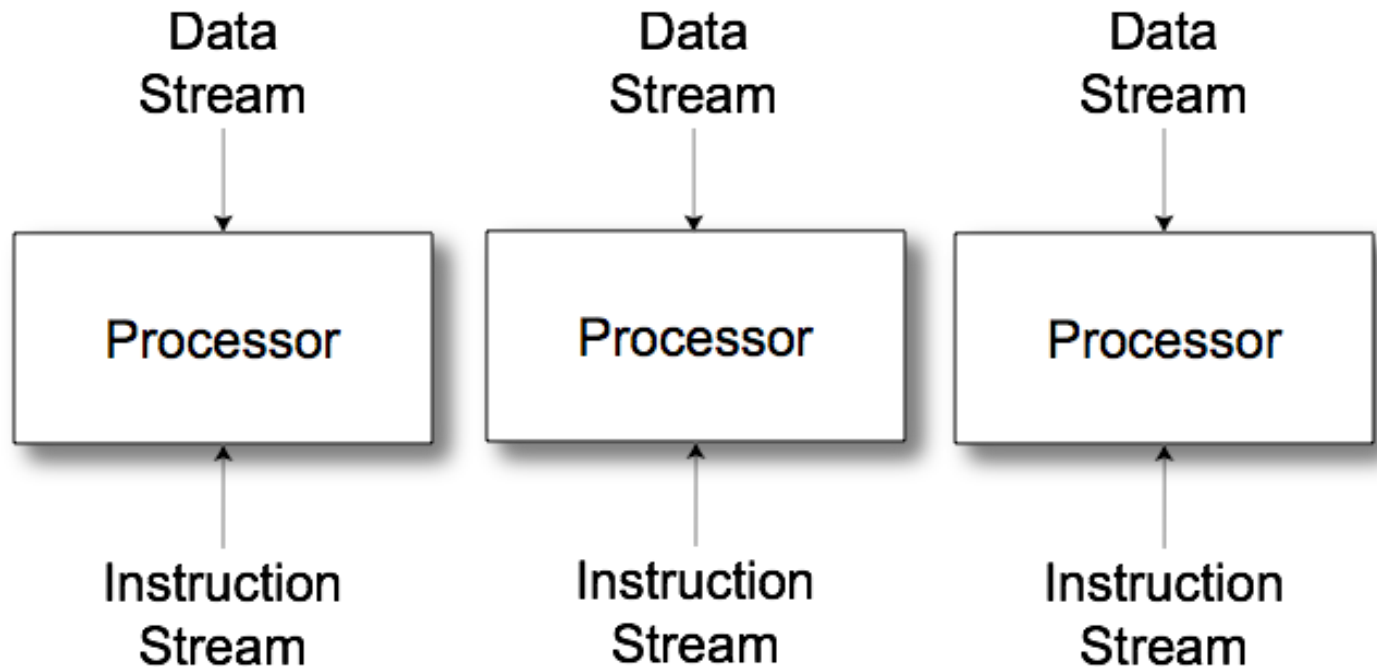 Data
Stream
Data
Stream
Data
Stream
Processor
Processor
Processor
Instruction
Stream
Instruction
Stream
Instruction
Stream